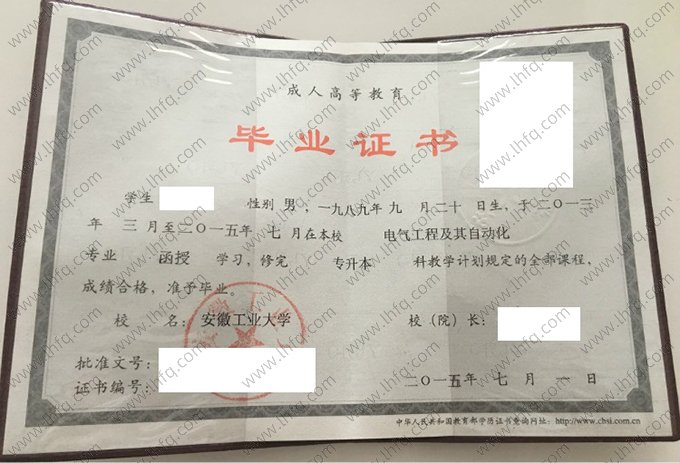 成人高等教育
毕业证书
学生 性别 男，一九八九年 九 月二十 日生，于二〇一三
年 三 月至二〇一五年 七 月在本校 电气工程及其自动化
专业 函授 学习，修完 专升本 科教学计划规定的全部课程，
成绩合格，准予毕业。
校 名：安徽工业大学 校（院）长：
批准文号：
证书编号： 二〇一五年 七 月 一 日
中华人民共和国教育部学历证书查询网址：http://www.chsi.com.cn
www.lhfq.com